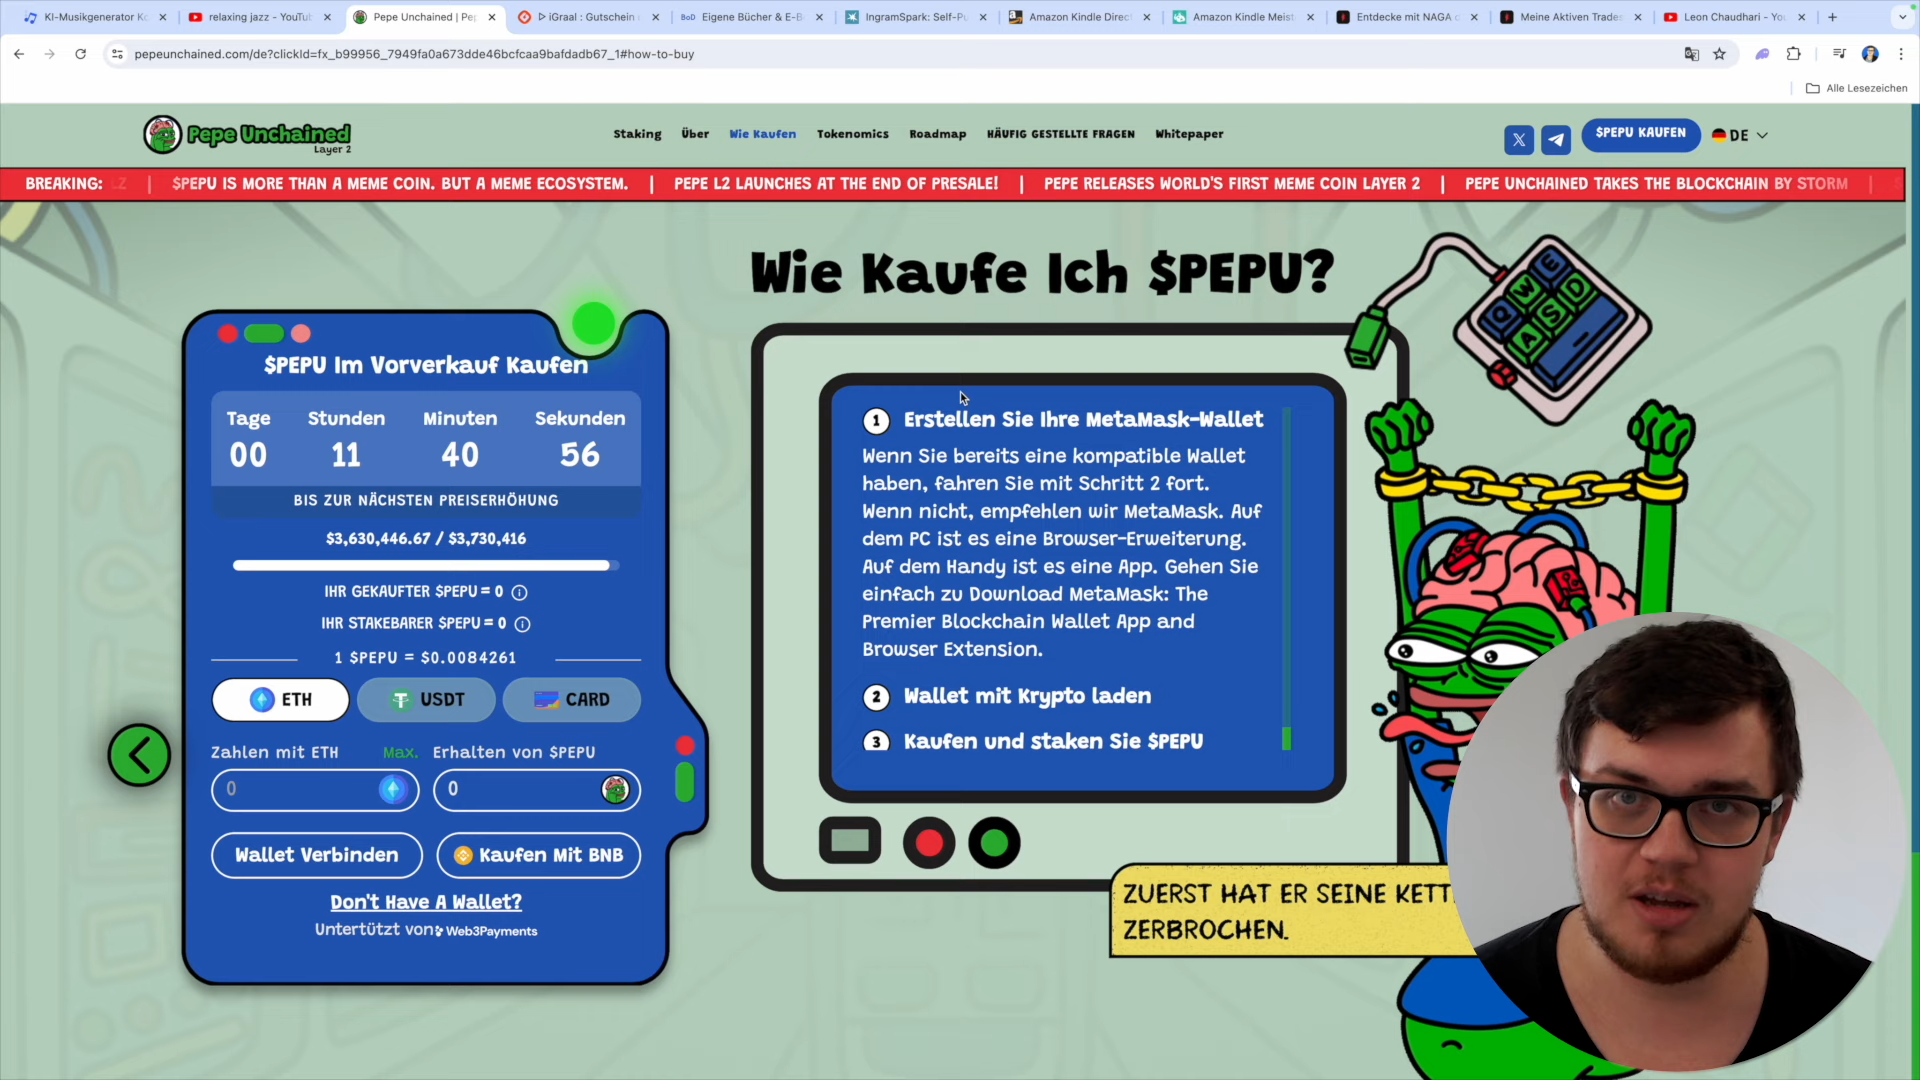 KI-Musikgenerator Ko
relaxing jazz - YouTu
Pepe Unchained | Pep
iGraal : Gutschein
Eigene Bücher & E-B
IngramSpark: Self-Pu
Amazon Kindle Direc
Amazon Kindle Meist
Entdecke mit NAGA
Meine Aktiven Trades
Leon Chaudhari - You
pepeunchained.com/de?clickId=fx_b99956_7949fa0a673dde46bcfcaa9bafdadb67_1#how-to-buy
Alle Lesezeichen
Pepe Unchained
Layer 2
Staking
Über
Wie Kaufen
Tokenomics
Roadmap
HÄUFIG GESTELLTE FRAGEN
Whitepaper
$PEPU KAUFEN
DE
BREAKING: LZ | $PEPU IS MORE THAN A MEME COIN. BUT A MEME ECOSYSTEM. | PEPE L2 LAUNCHES AT THE END OF PRESALE! | PEPE RELEASES WORLD'S FIRST MEME COIN LAYER 2 | PEPE UNCHAINED TAKES THE BLOCKCHAIN BY STORM |
Wie Kaufe Ich $PEPU?
$PEPU Im Vorverkauf Kaufen
Tage Stunden Minuten Sekunden
00 11 40 56
BIS ZUR NÄCHSTEN PREISERHÖHUNG
$3,630,446.67 / $3,730,416
IHR GEKAUFTER $PEPU = 0
IHR STAKEBARER $PEPU = 0
1 $PEPU = $0.0084261
ETH
USDT
CARD
Zahlen mit ETH Max. Erhalten von $PEPU
0
0
Wallet Verbinden
Kaufen Mit BNB
Don't Have A Wallet?
Untertützt von Web3Payments
1 Erstellen Sie Ihre MetaMask-Wallet
Wenn Sie bereits eine kompatible Wallet
haben, fahren Sie mit Schritt 2 fort.
Wenn nicht, empfehlen wir MetaMask. Auf
dem PC ist es eine Browser-Erweiterung.
Auf dem Handy ist es eine App. Gehen Sie
einfach zu Download MetaMask: The
Premier Blockchain Wallet App and
Browser Extension.
2 Wallet mit Krypto laden
3 Kaufen und staken Sie $PEPU
E
W D
Q S
A
ZUERST HAT ER SEINE KETT
ZERBROCHEN.